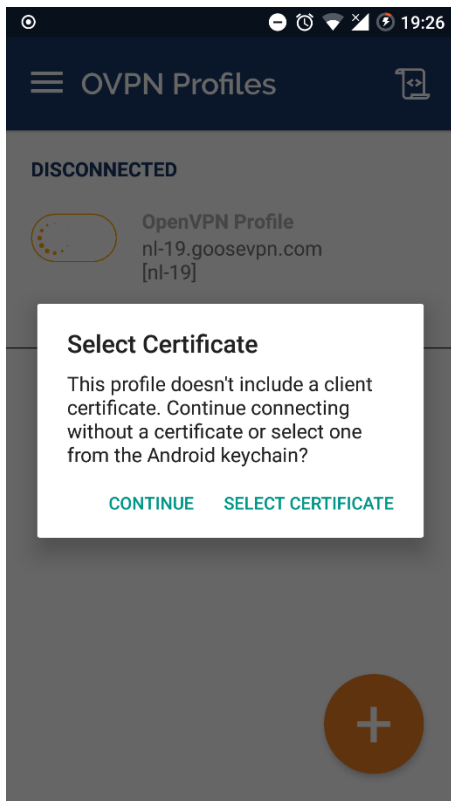 19:26
OVPN Profiles
DISCONNECTED
OpenVPN Profile
nl-19.goosevpn.com
[nl-19]
Select Certificate
This profile doesn't include a client
certificate. Continue connecting
without a certificate or select one
from the Android keychain?
CONTINUE SELECT CERTIFICATE